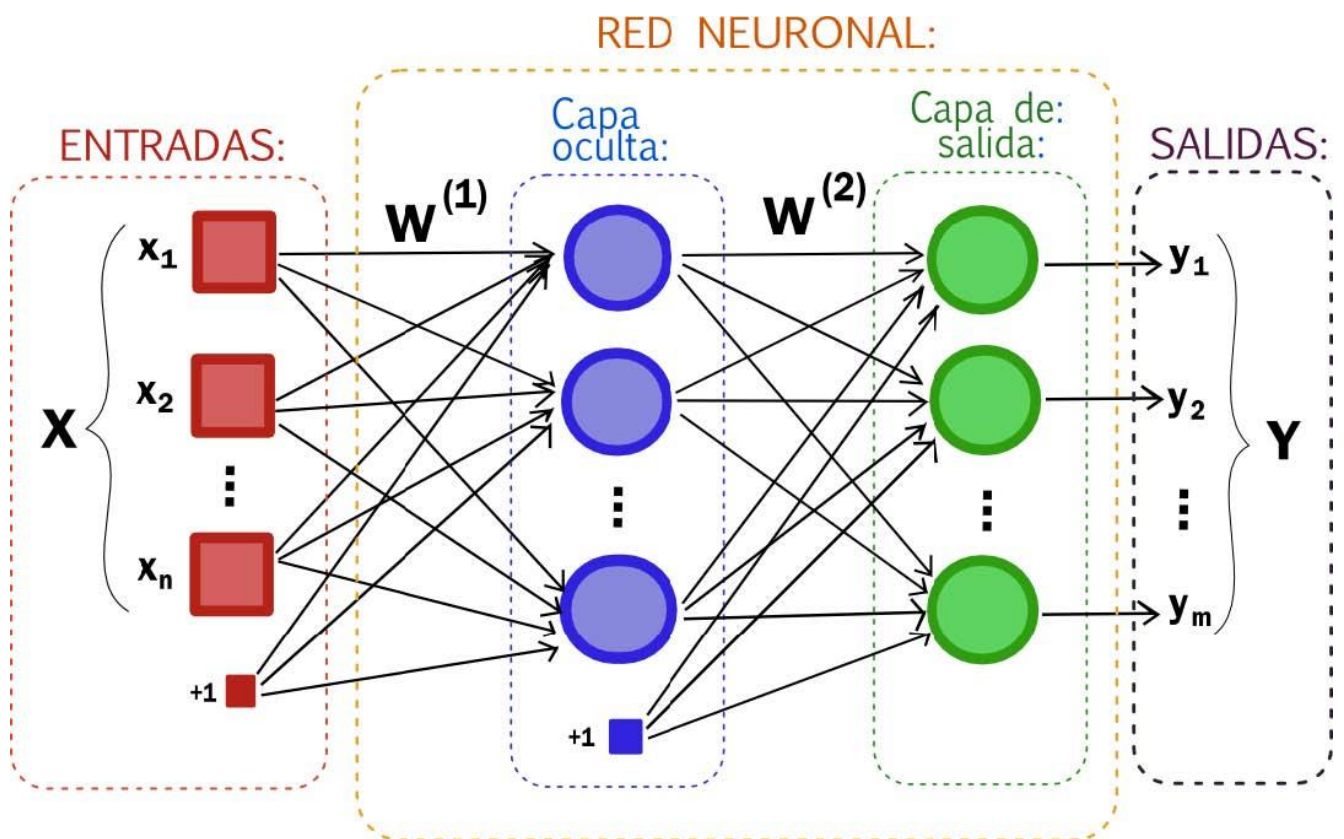 RED NEURONAL:
ENTRADAS:
Capa
oculta:
Capa de:
salida:
SALIDAS:
W(1)
W(2)
X
x1
x2
xn
+1
+1
y1
y2
ym
Y